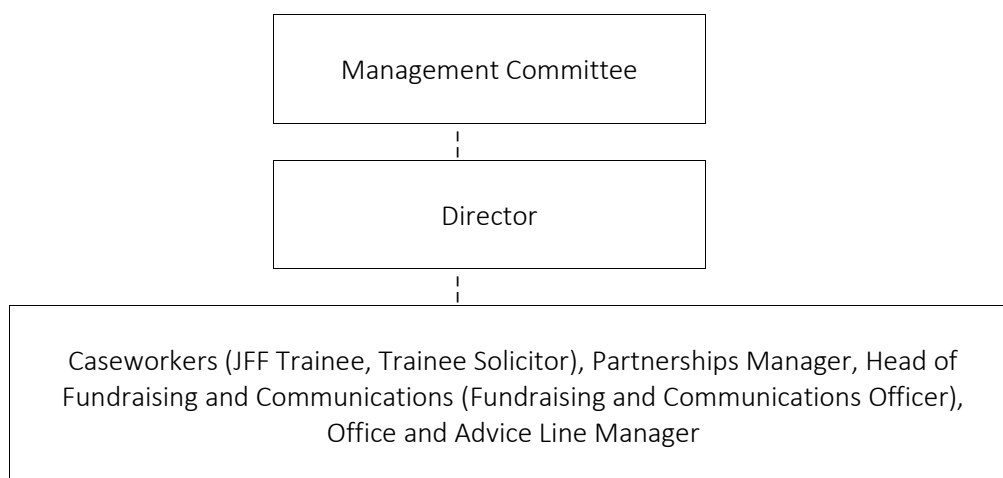 Management Committee
Director
Caseworkers (JFF Trainee, Trainee Solicitor), Partnerships Manager, Head of
Fundraising and Communications (Fundraising and Communications Officer),
Office and Advice Line Manager